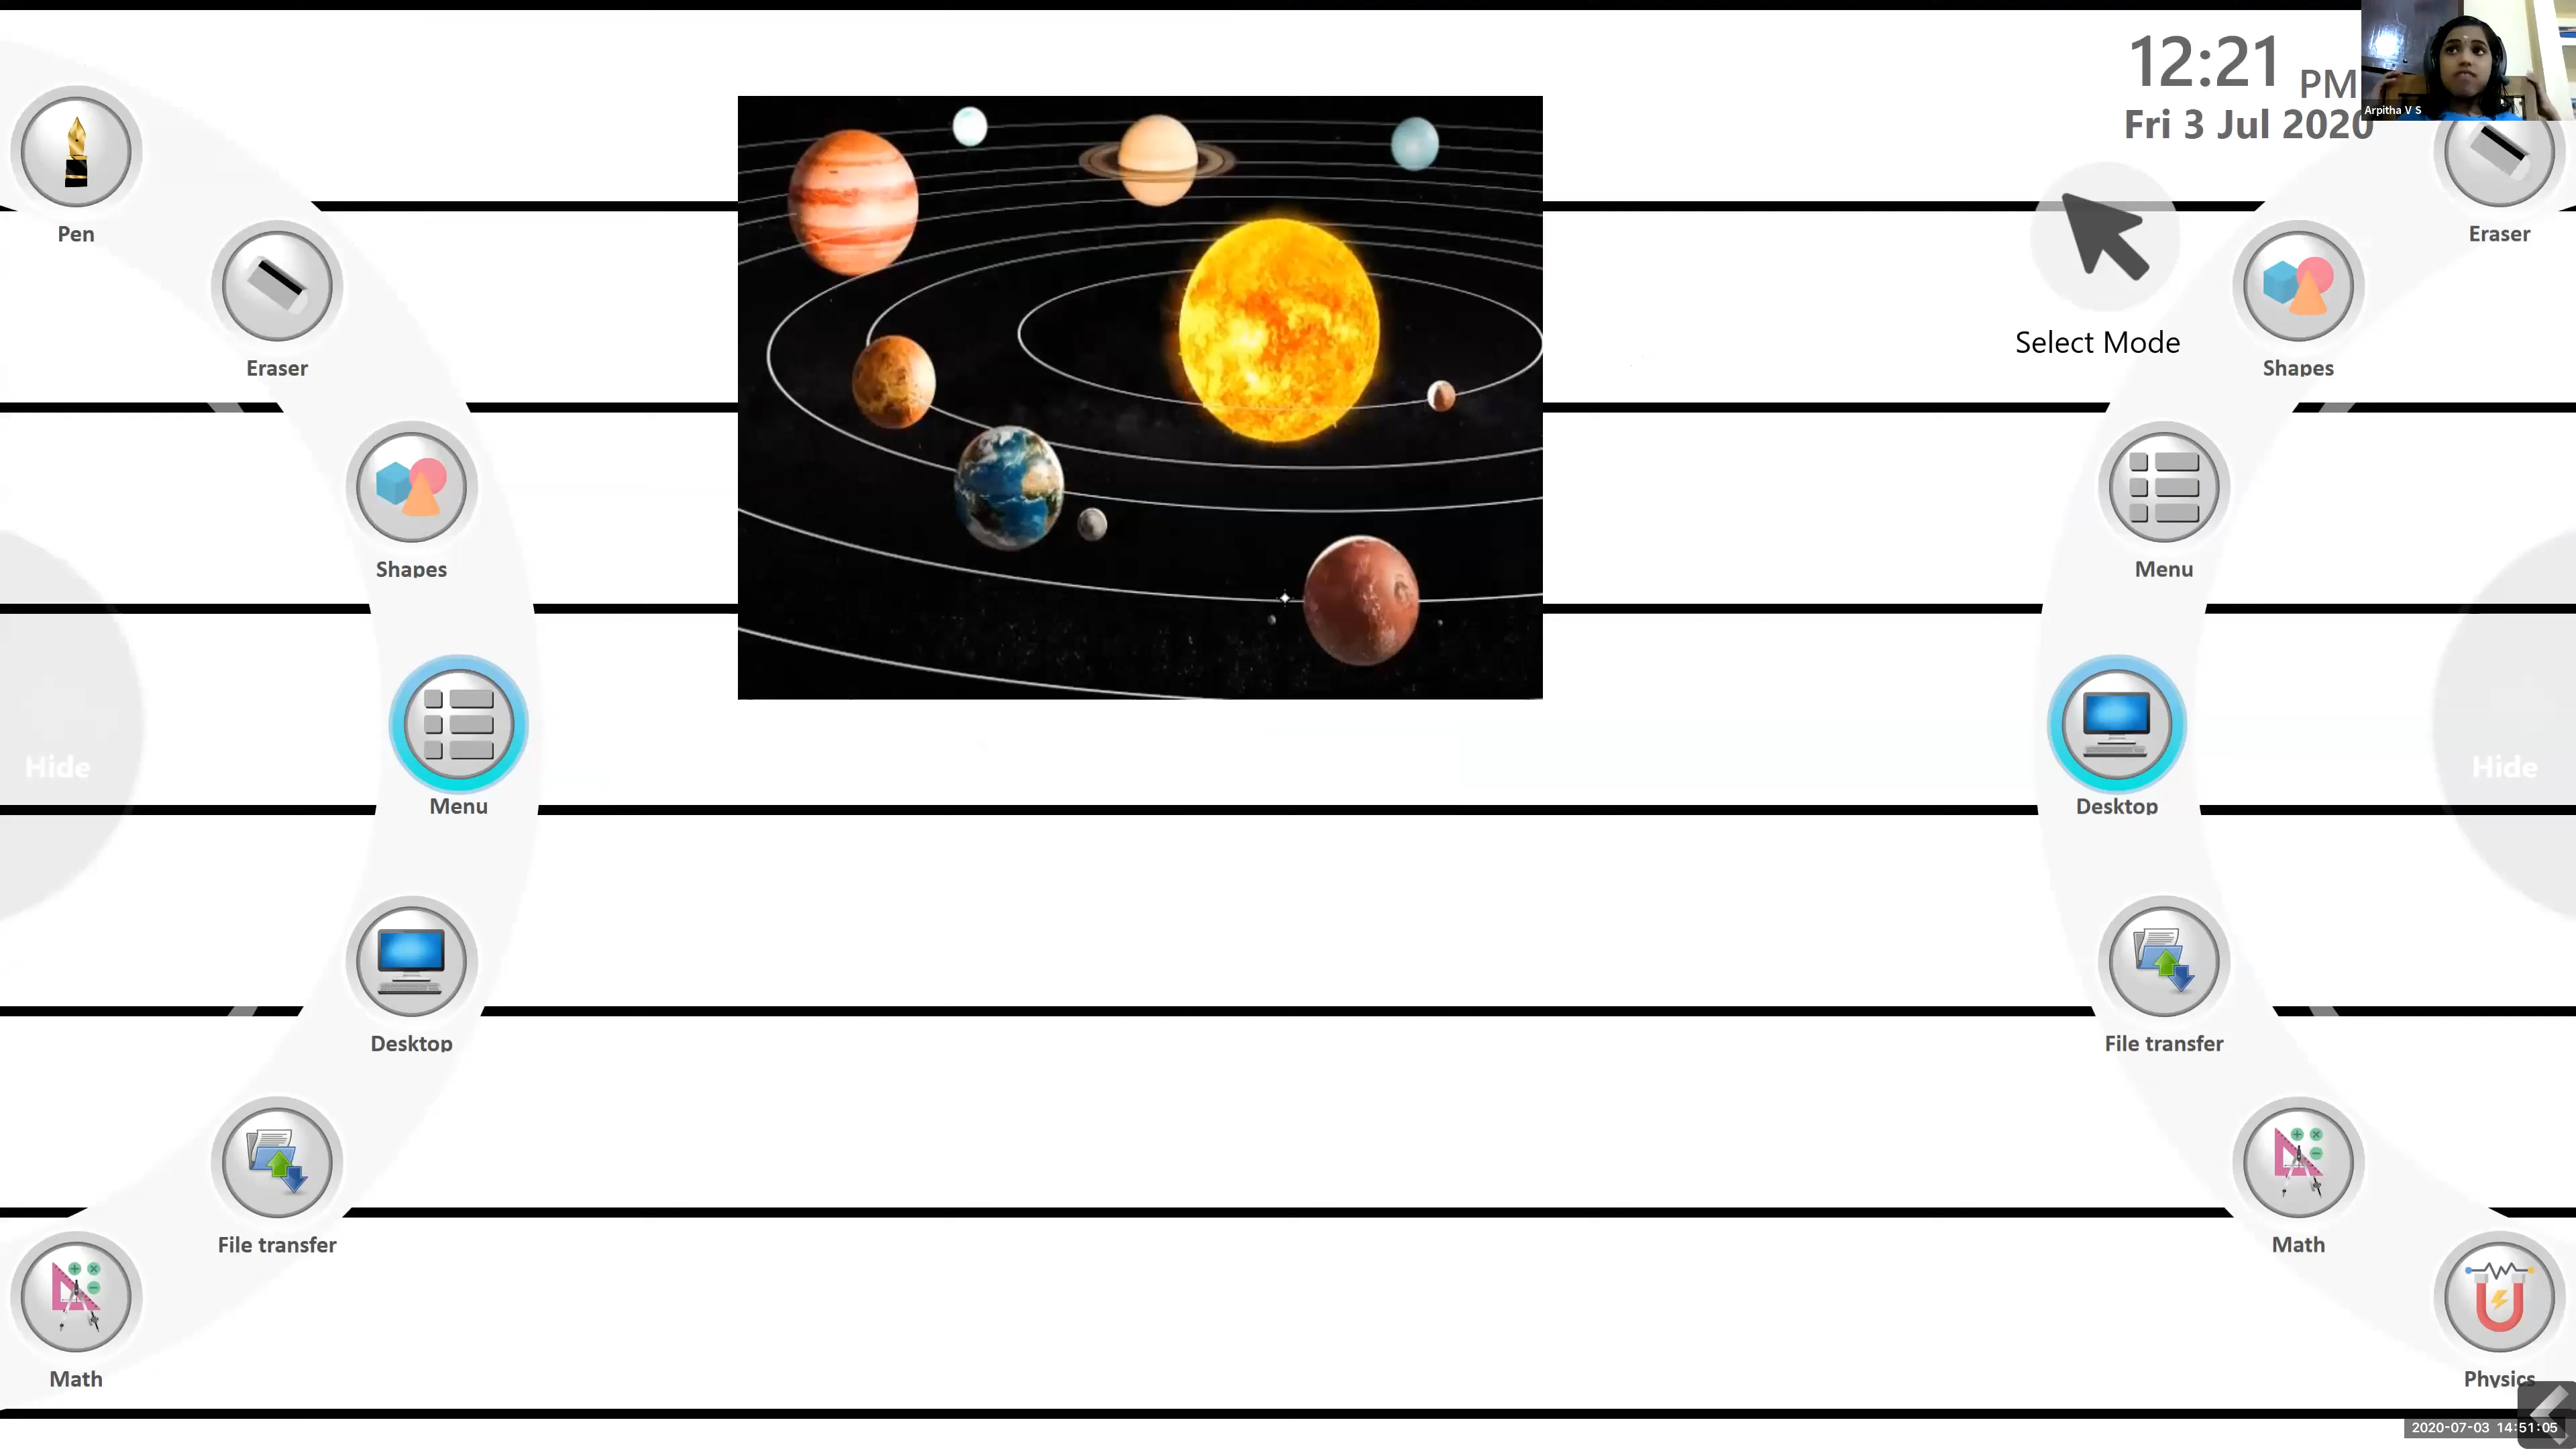 12:21 PM
Arpitha V S
Fri 3 Jul 2020
Pen
Eraser
Eraser
Select Mode
Shapes
Shapes
Menu
Hide
Menu
Desktop
Hide
Desktop
File transfer
File transfer
Math
Math
Physics
2020-07-03 14:51:05